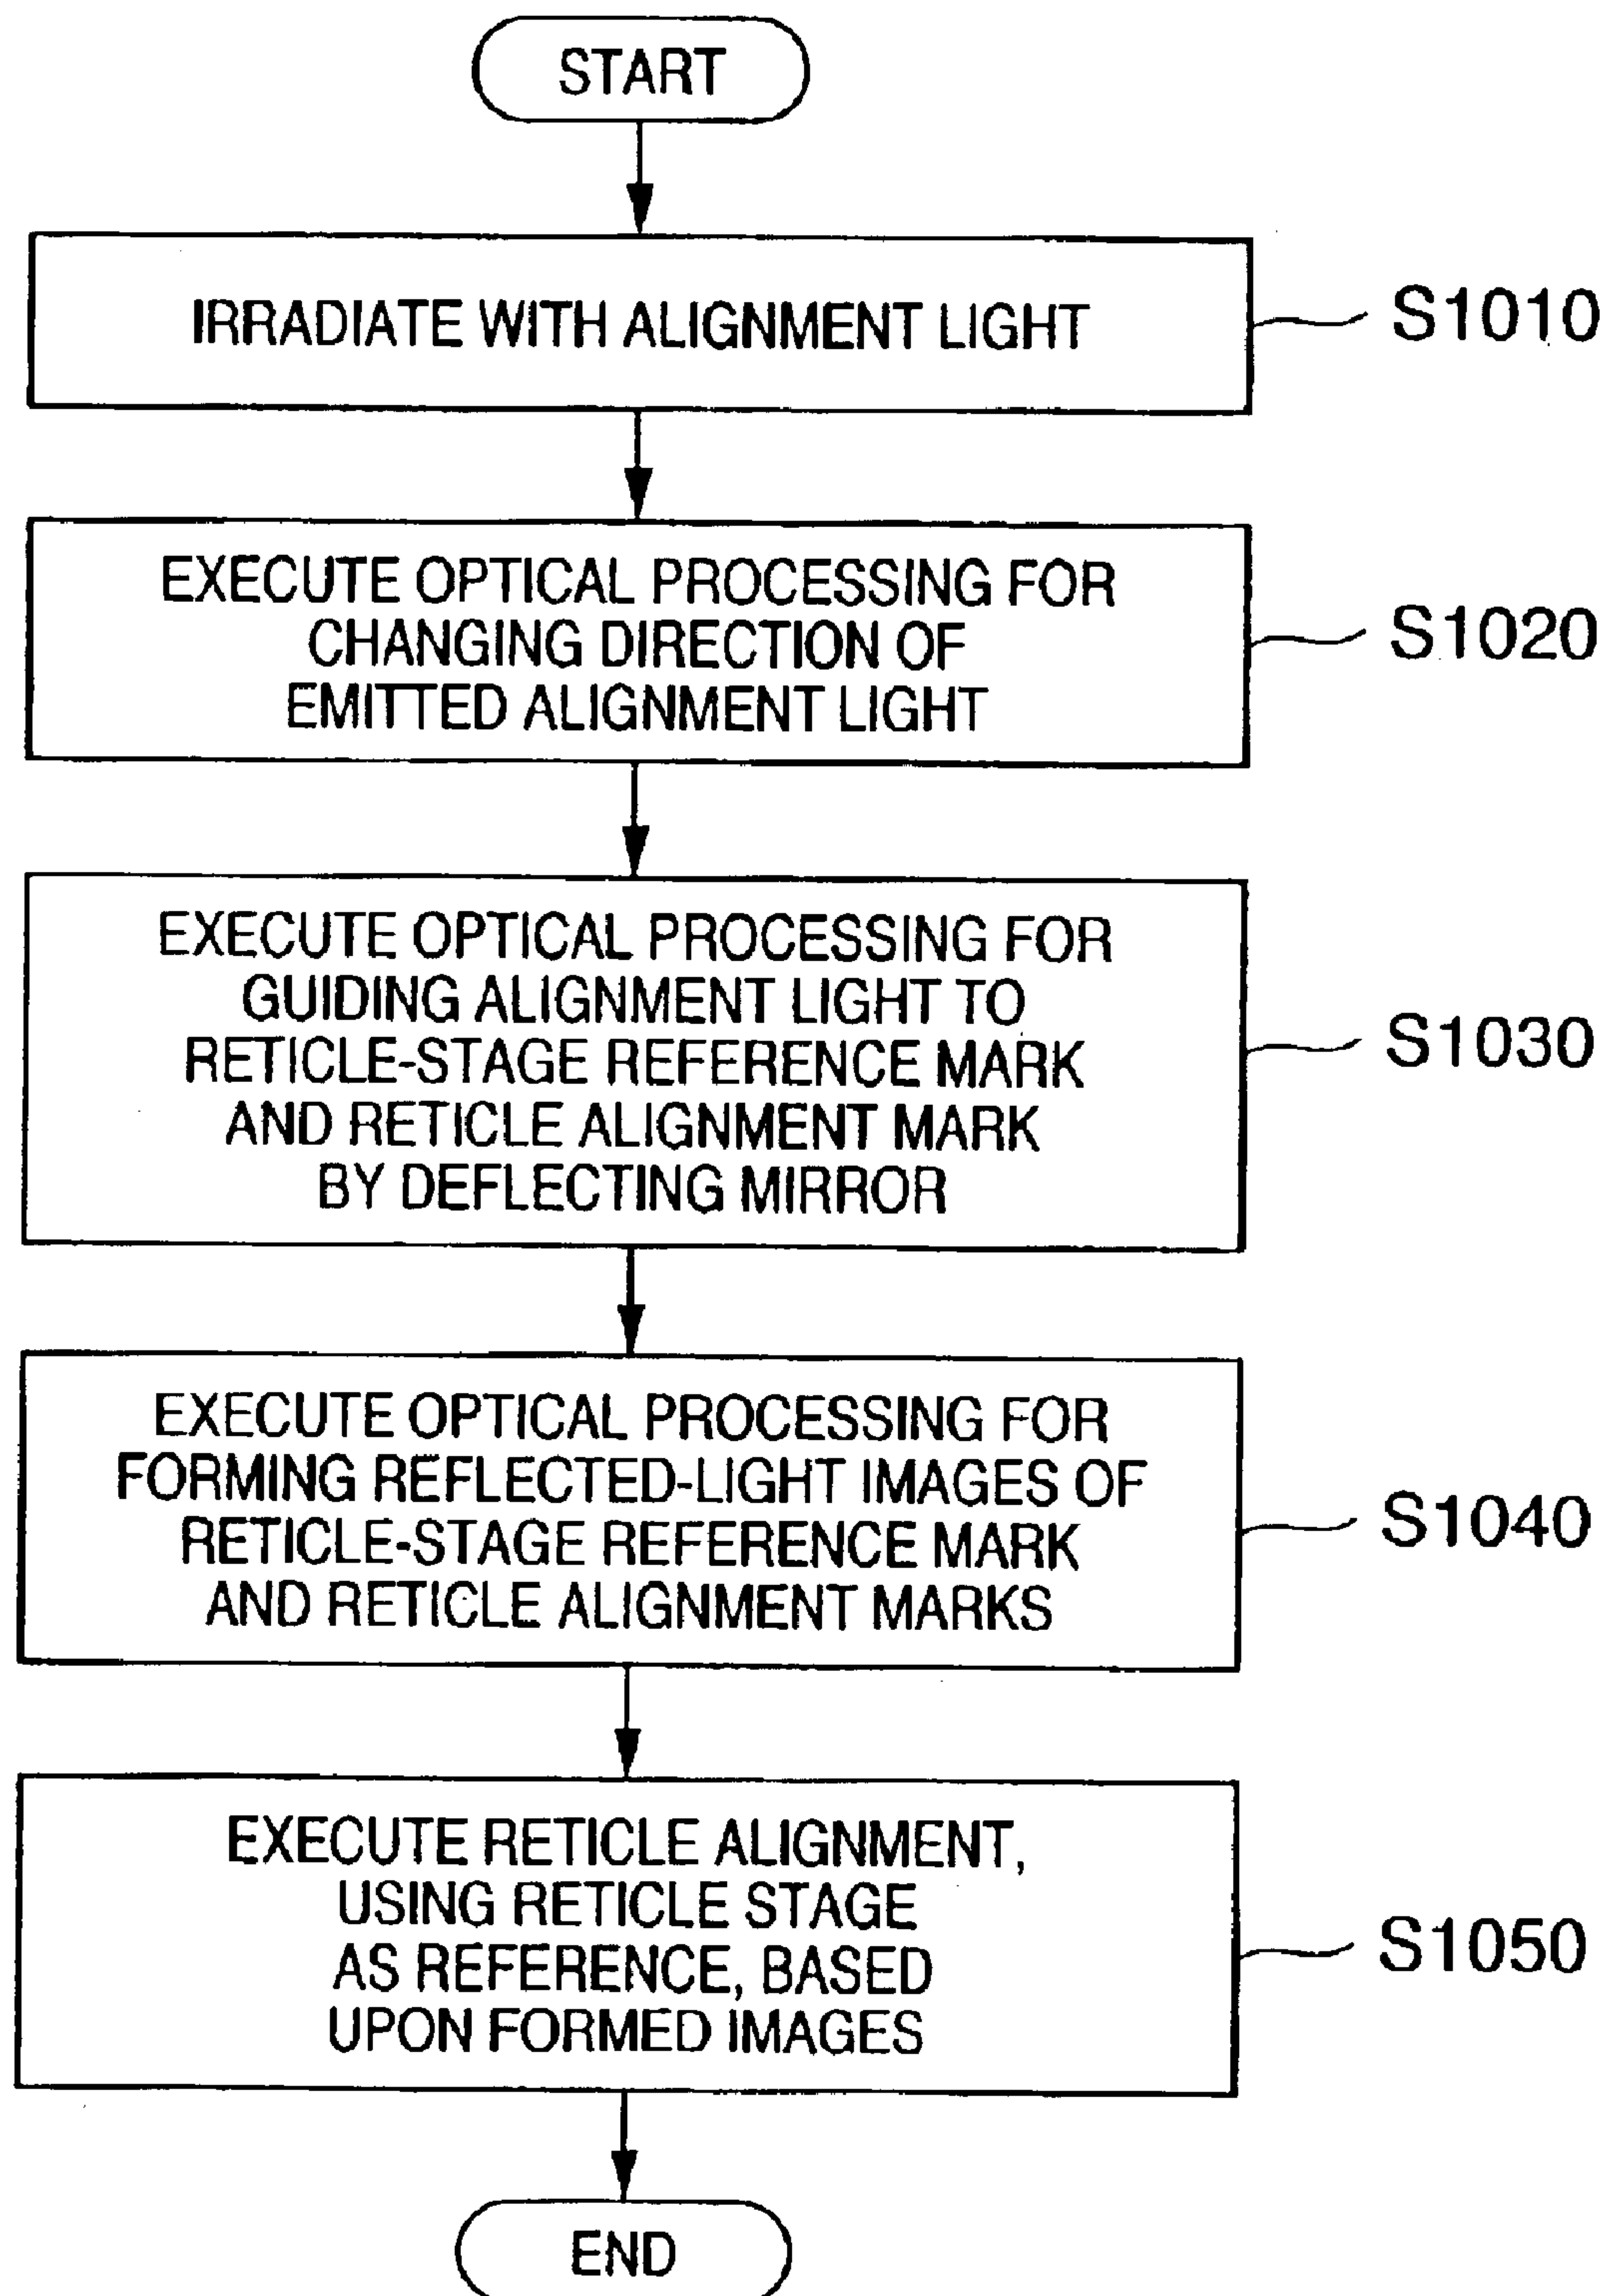 START
IRRADIATE WITH ALIGNMENT LIGHT
S1010
EXECUTE OPTICAL PROCESSING FOR
CHANGING DIRECTION OF
EMITTED ALIGNMENT LIGHT
S1020
EXECUTE OPTICAL PROCESSING FOR
GUIDING ALIGNMENT LIGHT TO
RETICLE-STAGE REFERENCE MARK
AND RETICLE ALIGNMENT MARK
BY DEFLECTING MIRROR
S1030
EXECUTE OPTICAL PROCESSING FOR
FORMING REFLECTED-LIGHT IMAGES OF
RETICLE-STAGE REFERENCE MARK
AND RETICLE ALIGNMENT MARKS
S1040
EXECUTE RETICLE ALIGNMENT,
USING RETICLE STAGE
AS REFERENCE, BASED
UPON FORMED IMAGES
S1050
END